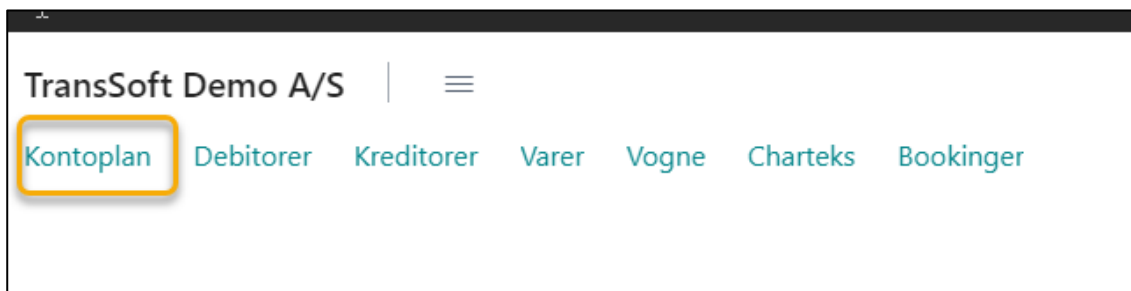 TransSoft Demo A/S
Kontoplan Debitorer Kreditorer Varer Vogne Charteks Bookinger